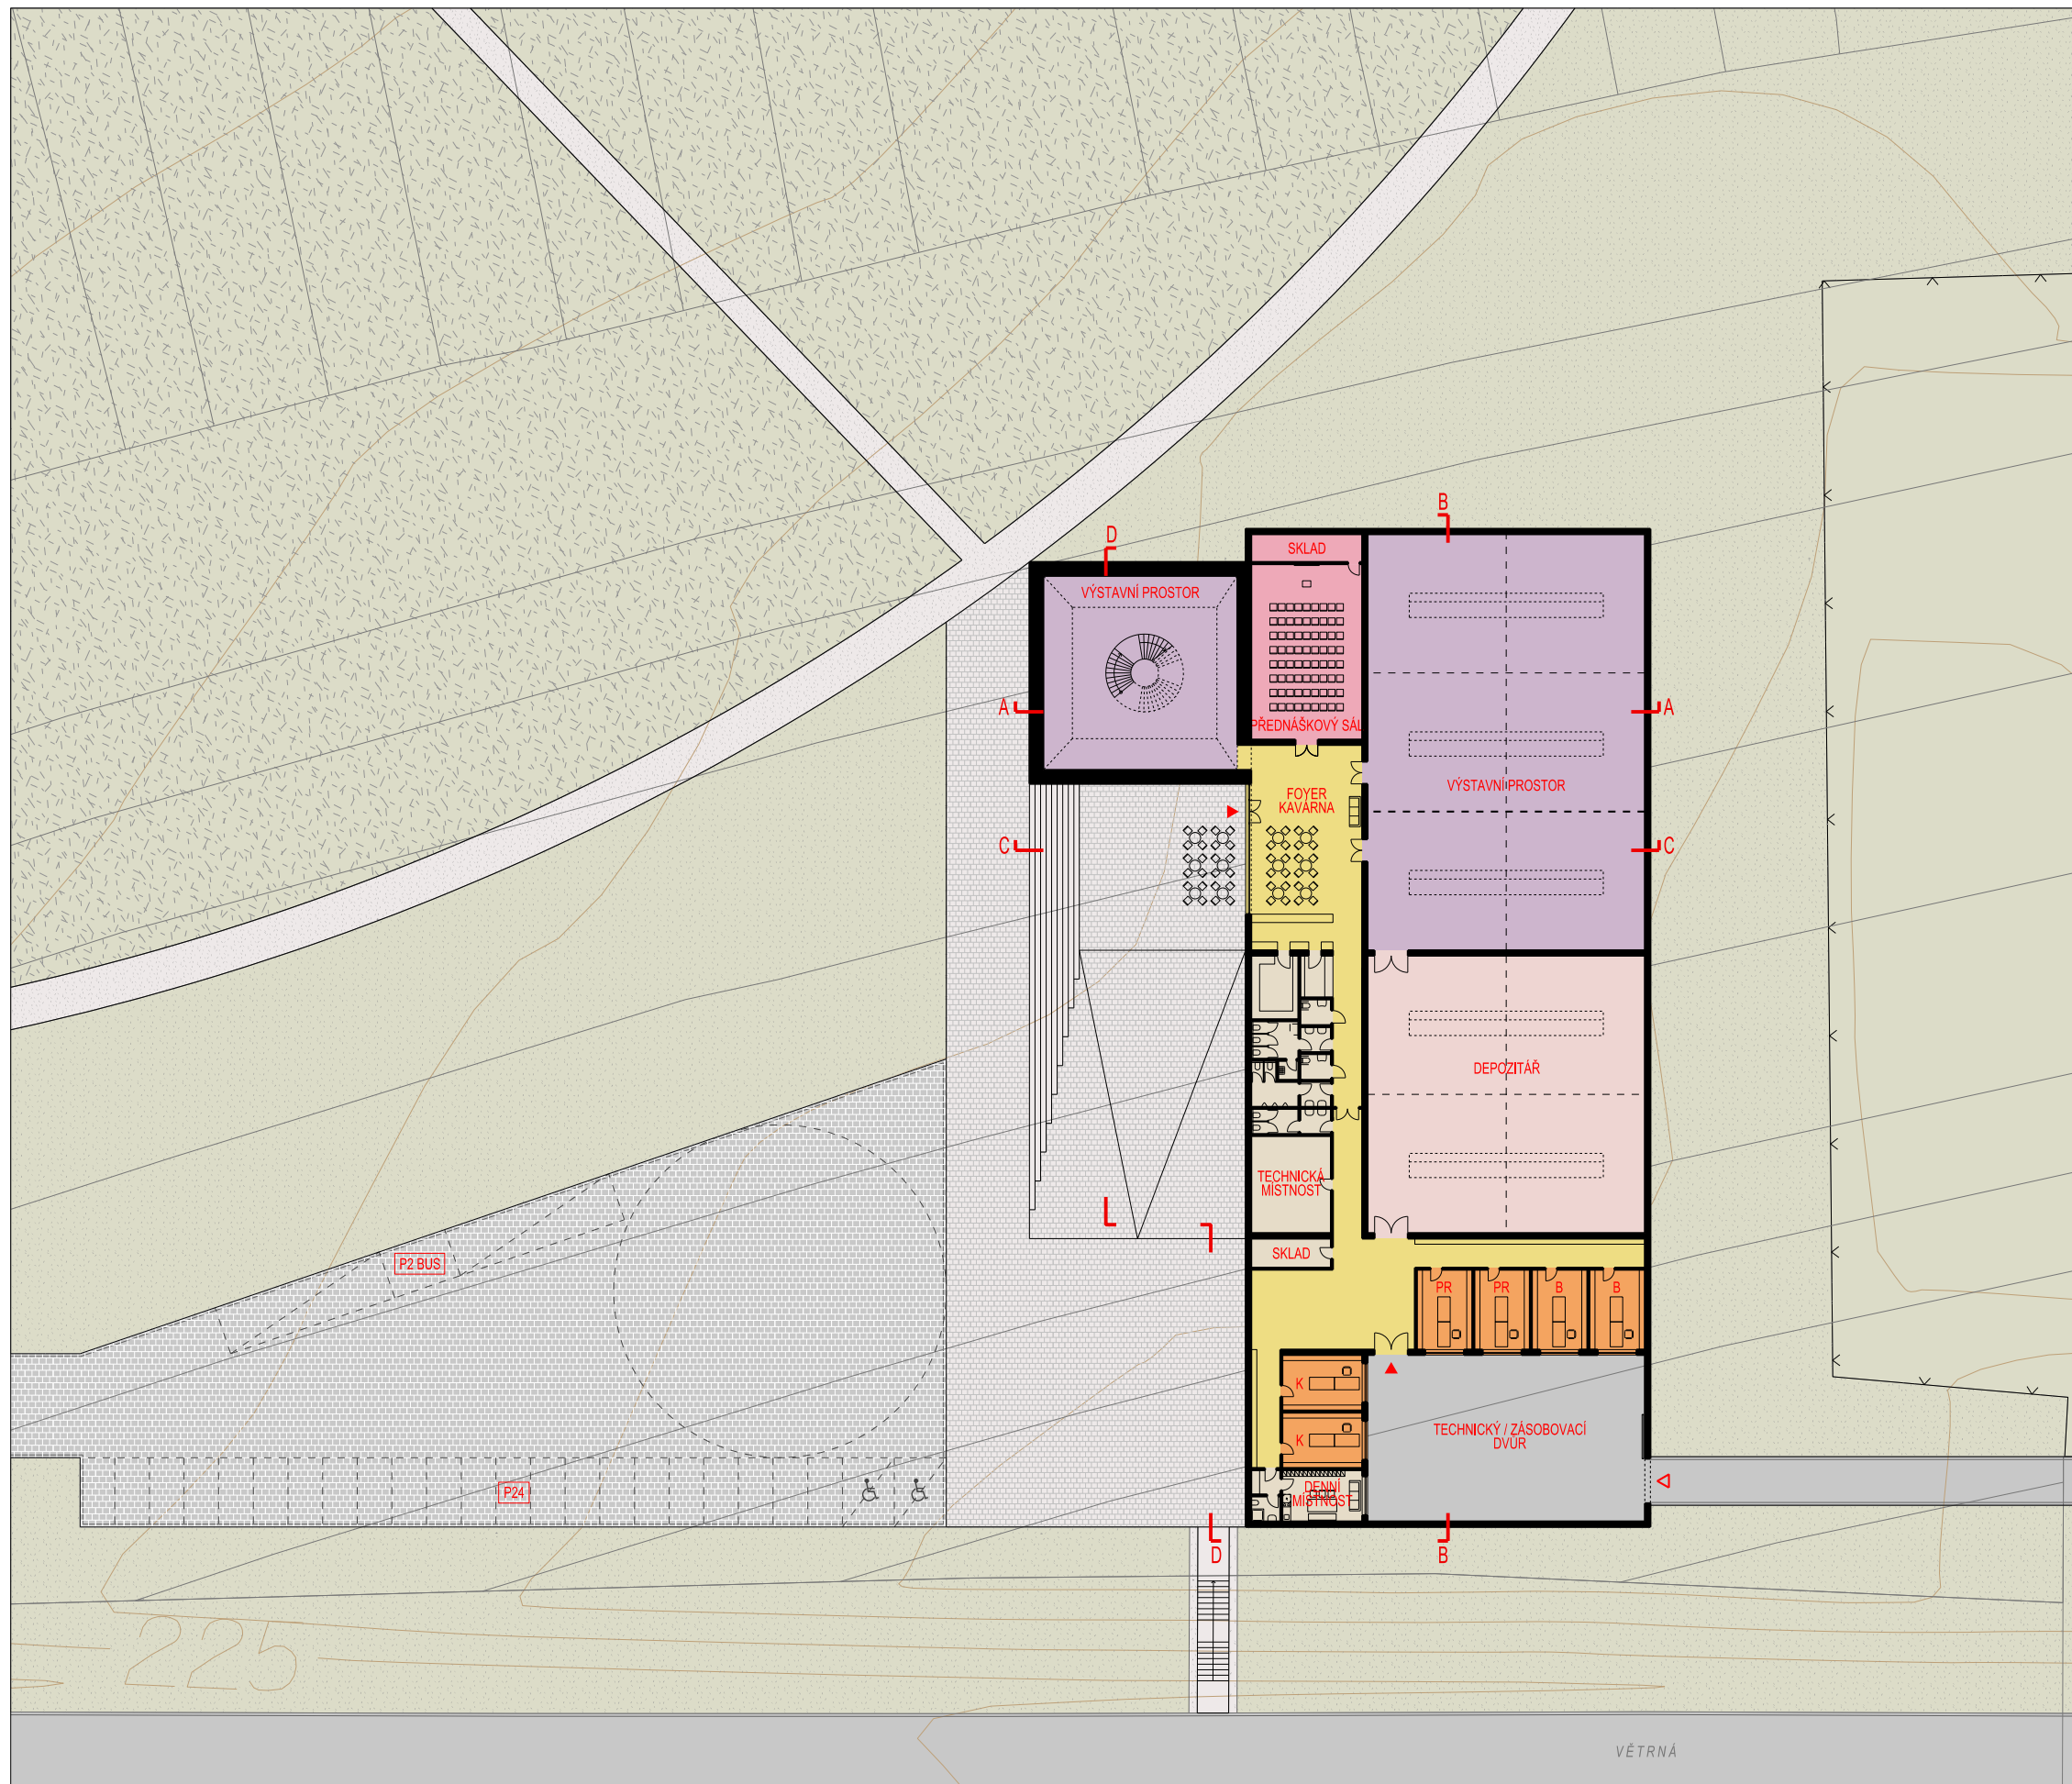 B
D
SKLAD
VÝSTAVNÍ PROSTOR
A
A
PŘEDNÁŠKOVÝ SÁL
VÝSTAVNÍ PROSTOR
FOYER
KAVÁRNA
C
C
DEPOZITÁŘ
TECHNICKÁ
MÍSTNOST
SKLAD
P2 BUS
PR
PR
B
B
K
K
TECHNICKÝ / ZÁSOBOVACÍ
DVŮR
P24
DENNÍ
MÍSTNOST
D
B
225
VĚTRNÁ